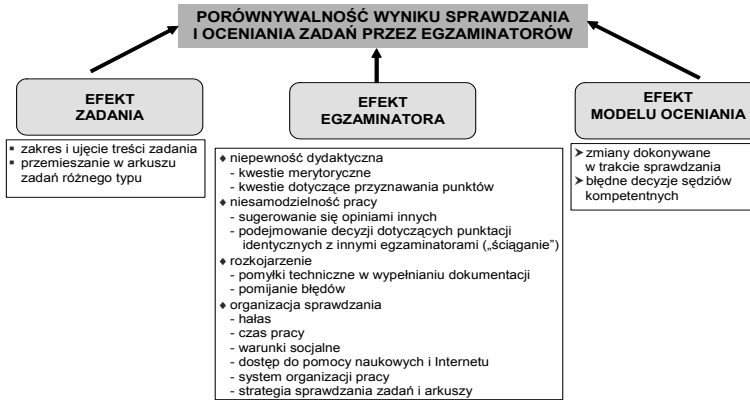 PORÓWNYWALNOŚĆ WYNIKU SPRAWDZANIA
I OCENIANIA ZADAŃ PRZEZ EGZAMINATORÓW
EFEKT
ZADANIA
▪ zakres i ujęcie treści zadania
▪ przemieszanie w arkuszu
zadań różnego typu
EFEKT
EGZAMINATORA
♦ niepewność dydaktyczna
- kwestie merytoryczne
- kwestie dotyczące przyznawania punktów
♦ niesamodzielność pracy
- sugerowanie się opiniami innych
- podejmowanie decyzji dotyczących punktacji
identycznych z innymi egzaminatorami („ściąganie”)
♦ rozkojarzenie
- pomyłki techniczne w wypełnianiu dokumentacji
- pomijanie błędów
♦ organizacja sprawdzania
- hałas
- czas pracy
- warunki socjalne
- dostęp do pomocy naukowych i Internetu
- system organizacji pracy
- strategia sprawdzania zadań i arkuszy
EFEKT
MODELU OCENIANIA
➢ zmiany dokonywane
w trakcie sprawdzania
➢ błędne decyzje sędziów
kompetentnych